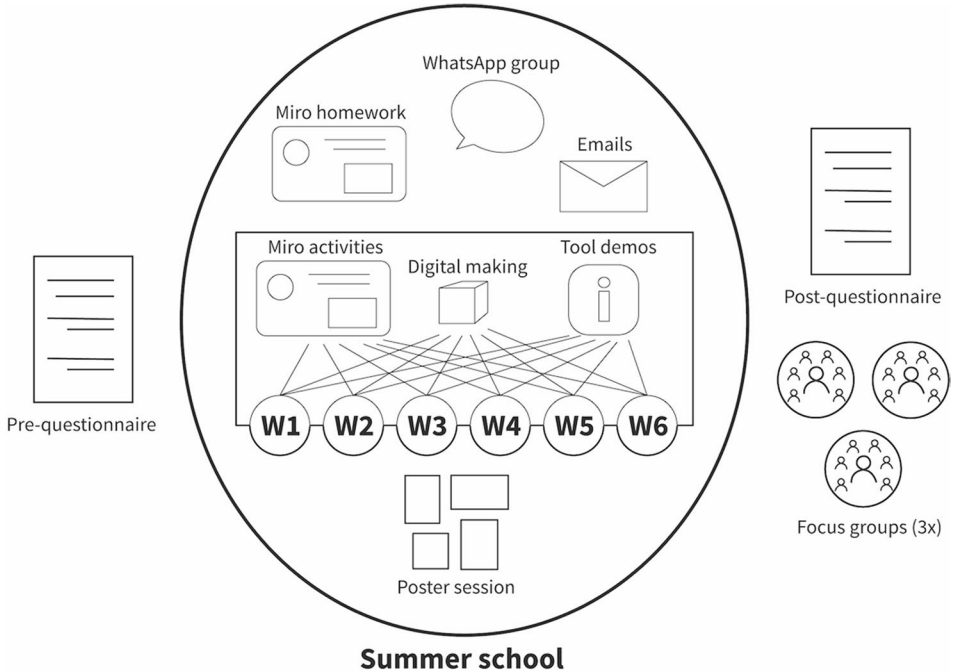 WhatsApp group
Miro homework
Emails
Miro activities
Digital making
Tool demos
W1 W2 W3 W4 W5 W6
Pre-questionnaire
Post-questionnaire
Focus groups (3x)
Poster session
Summer school